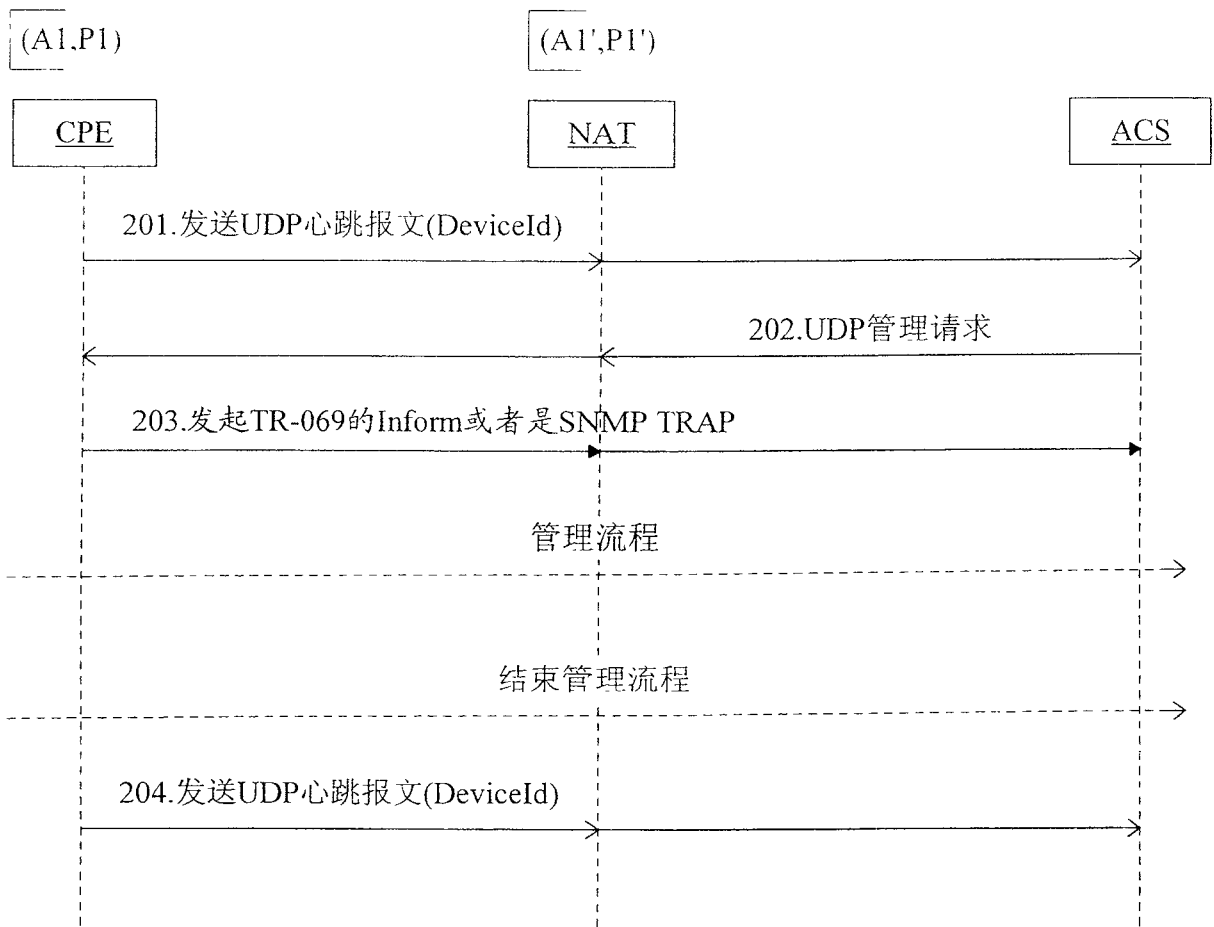 (A1,P1)
(A1',P1')
CPE
NAT
ACS
201.发送UDP心跳报文(DeviceId)
202.UDP管理请求
203.发起TR-069的Inform或者是SNMP TRAP
管理流程
结束管理流程
204.发送UDP心跳报文(DeviceId)